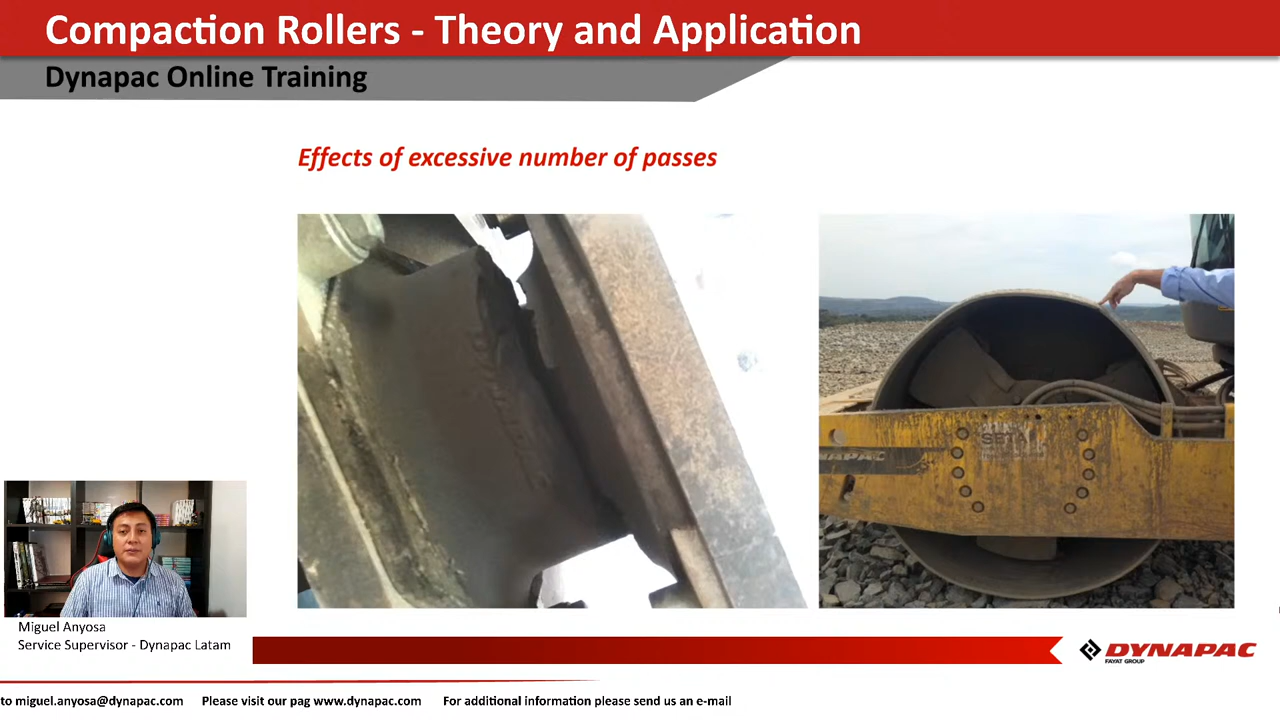 Compaction Rollers - Theory and Application
Dynapac Online Training
Effects of excessive number of passes
SETA
Miguel Anyosa
Service Supervisor - Dynapac Latam
DYNAPAC
FAYAT GROUP
to miguel.anyosa@dynapac.com Please visit our pag www.dynapac.com For additional information please send us an e-mail